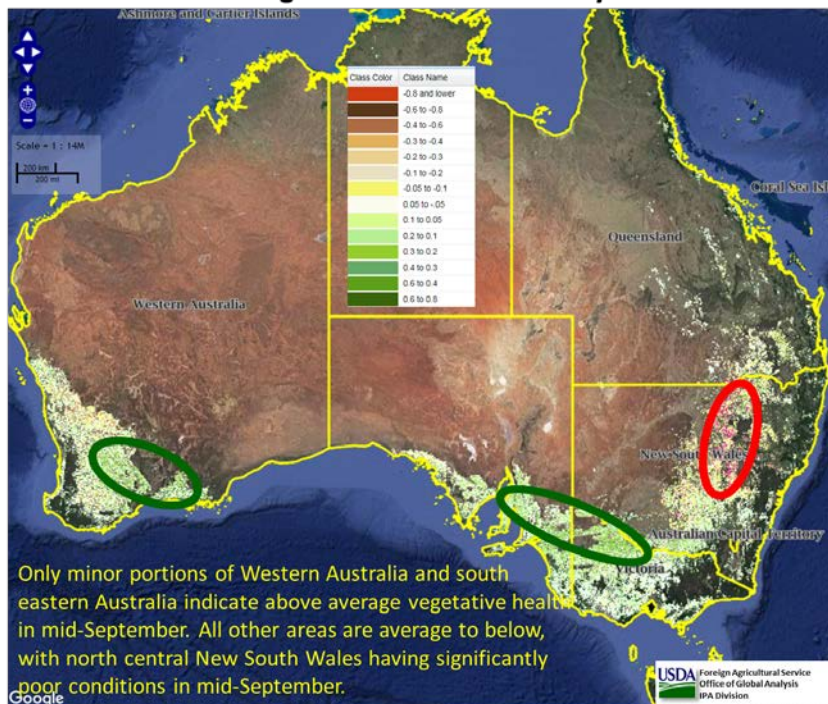 Ashmore and Cartier Islands
Class Color Class Name
-0.8 and lower
-0.6 to -0.8
-0.4 to -0.6
-0.3 to -0.4
-0.2 to -0.3
-0.1 to -0.2
-0.05 to -0.1
0.05 to -.05
0.1 to 0.05
0.2 to 0.1
0.3 to 0.2
0.4 to 0.3
0.6 to 0.4
0.6 to 0.8
Scale = 1 : 14M
200 km
200 mi
Coral Sea Isl
Queensland
Western Australia
New South Wales
Australian Capital Territory
Victoria
Only minor portions of Western Australia and south
eastern Australia indicate above average vegetative health
in mid-September. All other areas are average to below,
with north central New South Wales having significantly
poor conditions in mid-September.
Google
USDA Foreign Agricultural Service
Office of Global Analysis
IPA Division